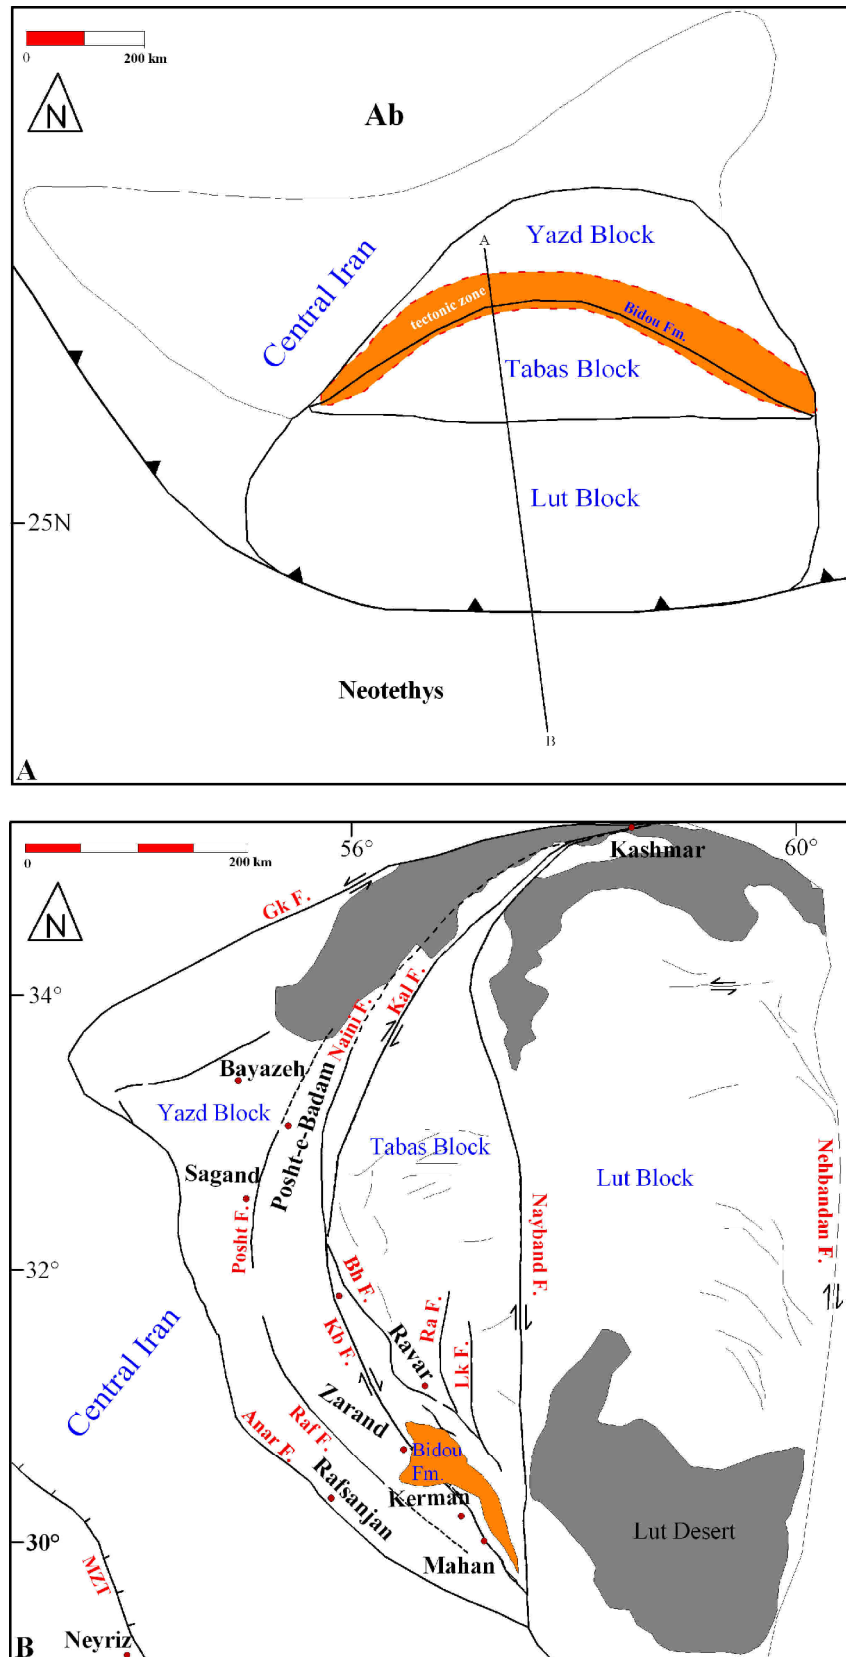 0
200 km
N
Ab
Yazd Block
Central Iran
A
tectonic zone
Bidou Fm.
Tabas Block
Lut Block
25N
Neotethys
B
A
56°
60°
0
200 km
N
Kashmar
Gk F.
34°
Naini F.
Kal F.
Bayazeh
Yazd Block
Posht-e-Badam
Tabas Block
Sagand
Lut Block
Posht F.
Nayband F.
Nehbandan F.
32°
Bh F.
Ra F.
Kb F.
Ravar
Lk F.
Central Iran
Zarand
Raf F.
Anar F.
Bidou
Fm.
Rafsanjan
Kerman
Lut Desert
30°
Mahan
MZT
Neyriz
B